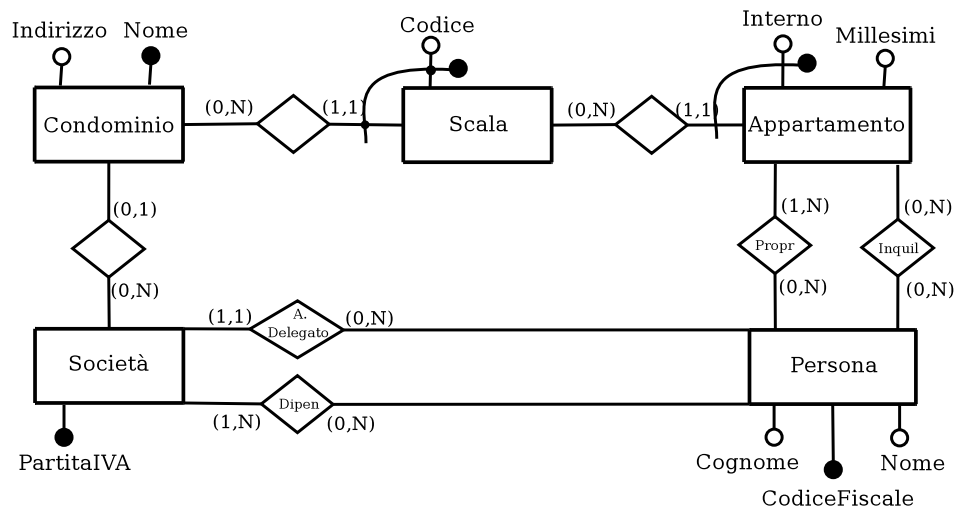 Indirizzo
Nome
Codice
Interno
Millesimi
(0,N)
(1,1)
(0,N)
(1,1)
Condominio
Scala
Appartamento
(0,1)
(1,N)
(0,N)
Propr
Inquil
(0,N)
(0,N)
(0,N)
(1,1)
A.
Delegato
(0,N)
Società
Persona
Dipen
(1,N)
(0,N)
PartitaIVA
Cognome
Nome
CodiceFiscale